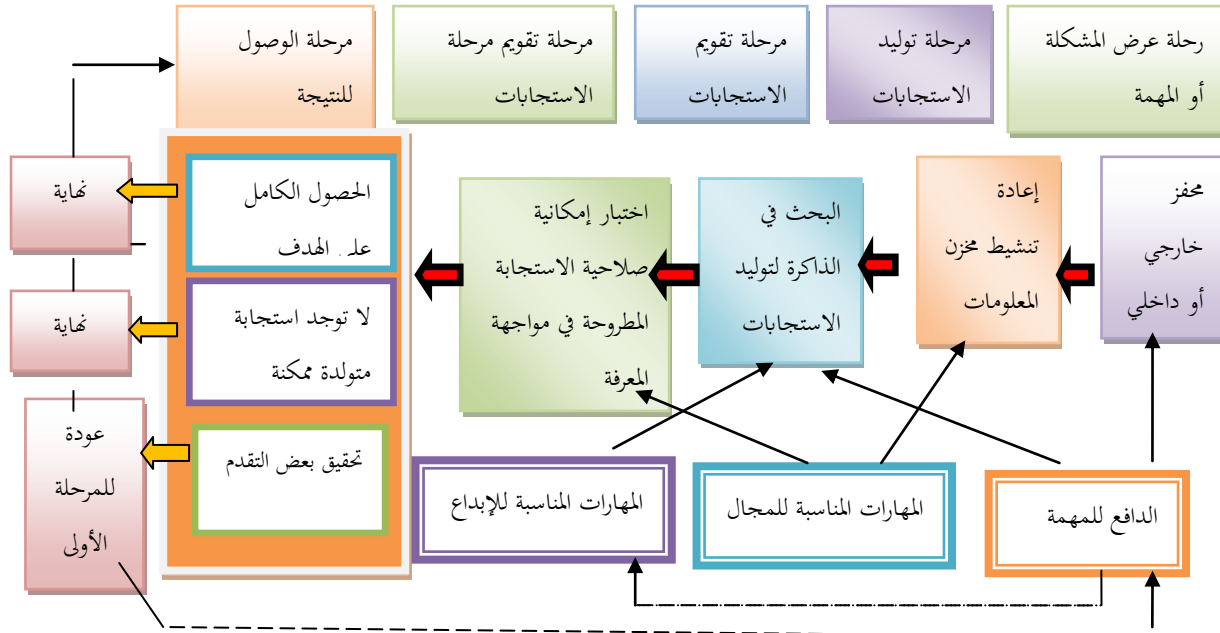 رحلة عرض المشكلة
أو المهمة
مرحلة توليد
الاستجابات
مرحلة تقويم
الاستجابات
مرحلة تقويم مرحلة
الاستجابات
مرحلة الوصول
للنتيجة
محفز
خارجي
أو داخلي
إعادة
تنشيط مخزن
المعلومات
البحث في
الذاكرة لتوليد
الاستجابات
اختبار إمكانية
صلاحية الاستجابة
المطروحة في مواجهة
المعرفة
الحصول الكامل
على الهدف
لا توجد استجابة
متولدة ممكنة
تحقيق بعض التقدم
نهاية
نهاية
عودة
للمرحلة
الأولى
الدافع للمهمة
المهارات المناسبة للمجال
المهارات المناسبة للإبداع